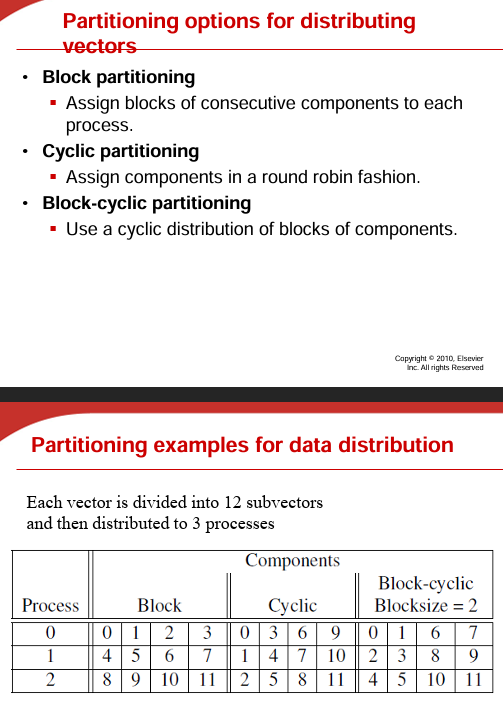 Partitioning options for distributing
vectors
• Block partitioning
▪ Assign blocks of consecutive components to each
process.
• Cyclic partitioning
▪ Assign components in a round robin fashion.
• Block-cyclic partitioning
▪ Use a cyclic distribution of blocks of components.
Copyright © 2010, Elsevier
Inc. All rights Reserved
Partitioning examples for data distribution
Each vector is divided into 12 subvectors
and then distributed to 3 processes
Components
Block-cyclic
Process Block Cyclic Blocksize = 2
0 0 1 2 3 0 3 6 9 0 1 6 7
1 4 5 6 7 1 4 7 10 2 3 8 9
2 8 9 10 11 2 5 8 11 4 5 10 11